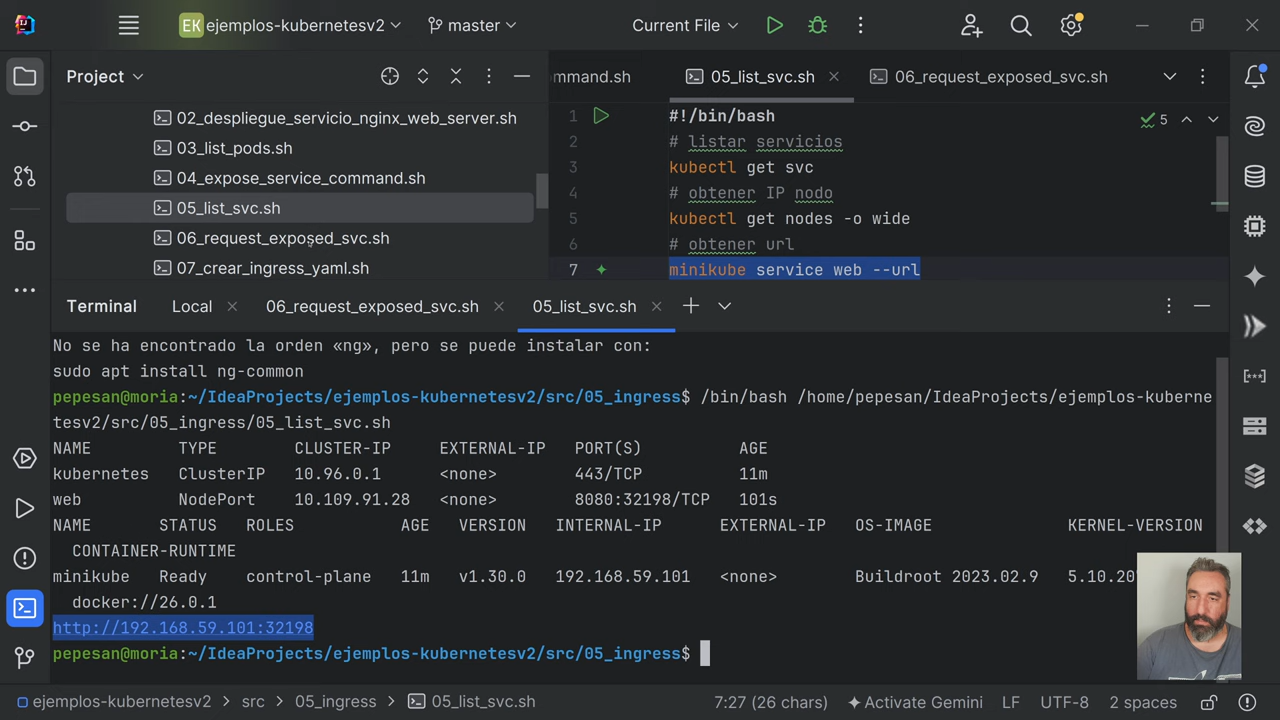 EK ejemplos-kubernetesv2 master Current File
Project
ommand.sh 05_list_svc.sh 06_request_exposed_svc.sh
02_despliegue_servicio_nginx_web_server.sh
03_list_pods.sh
04_expose_service_command.sh
05_list_svc.sh
06_request_exposed_svc.sh
07_crear_ingress_yaml.sh
1 #!/bin/bash 5
2 # listar servicios
3 kubectl get svc
4 # obtener IP nodo
5 kubectl get nodes -o wide
6 # obtener url
7 minikube service web --url
Terminal Local 06_request_exposed_svc.sh 05_list_svc.sh
No se ha encontrado la orden «ng», pero se puede instalar con:
sudo apt install ng-common
pepesan@moria:~/IdeaProjects/ejemplos-kubernetesv2/src/05_ingress$ /bin/bash /home/pepesan/IdeaProjects/ejemplos-kuberne
tesv2/src/05_ingress/05_list_svc.sh
NAME TYPE CLUSTER-IP EXTERNAL-IP PORT(S) AGE
kubernetes ClusterIP 10.96.0.1 <none> 443/TCP 11m
web NodePort 10.109.91.28 <none> 8080:32198/TCP 101s
NAME STATUS ROLES AGE VERSION INTERNAL-IP EXTERNAL-IP OS-IMAGE KERNEL-VERSION
CONTAINER-RUNTIME
minikube Ready control-plane 11m v1.30.0 192.168.59.101 <none> Buildroot 2023.02.9
docker://26.0.1
http://192.168.59.101:32198
pepesan@moria:~/IdeaProjects/ejemplos-kubernetesv2/src/05_ingress$
ejemplos-kubernetesv2 src 05_ingress 05_list_svc.sh 7:27 (26 chars) Activate Gemini LF UTF-8 2 spaces